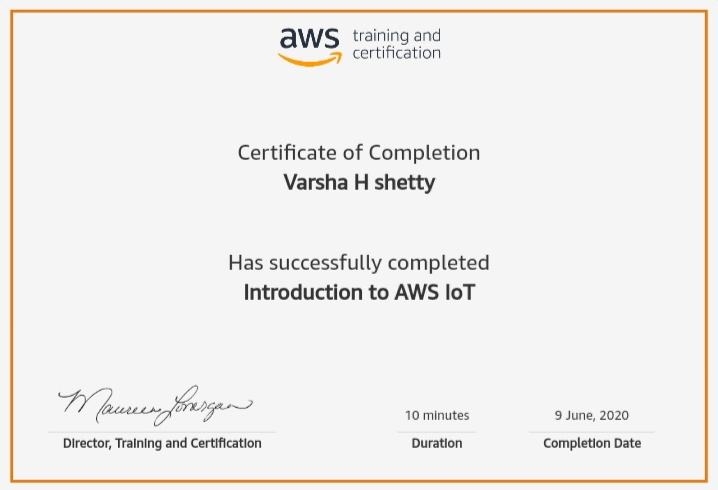 aws training and
certification
Certificate of Completion
Varsha H shetty
Has successfully completed
Introduction to AWS IoT
Maureen Lonergan
Director, Training and Certification
10 minutes
Duration
9 June, 2020
Completion Date